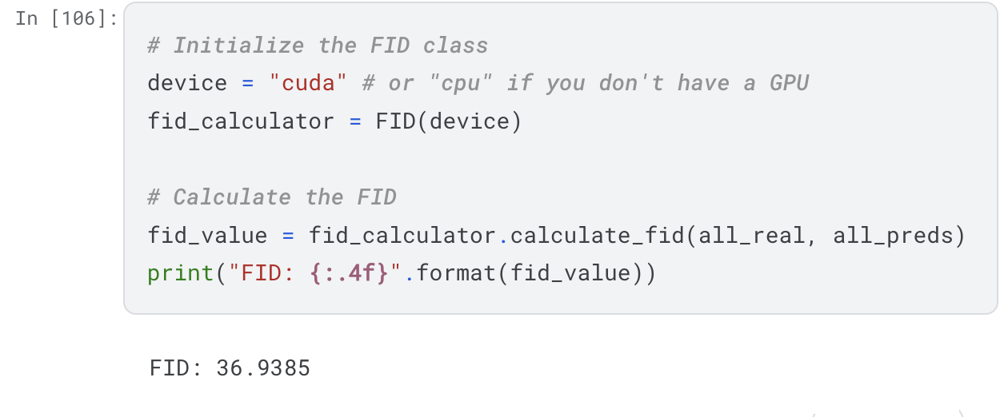 In [106]:
# Initialize the FID class
device = "cuda" # or "cpu" if you don't have a GPU
fid_calculator = FID(device)
# Calculate the FID
fid_value = fid_calculator.calculate_fid(all_real, all_preds)
print("FID: {:.4f}".format(fid_value))
FID: 36.9385